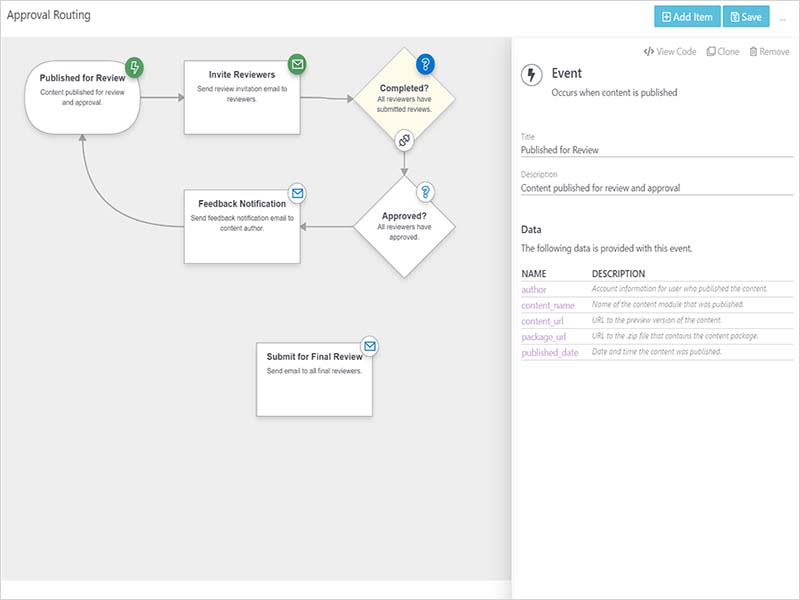 Approval Routing
Add Item
Save
...
View Code
Clone
Remove
Published for Review
Content published for review
and approval.
Invite Reviewers
Send review invitation email to
reviewers.
?
Completed?
All reviewers have
submitted reviews.
Feedback Notification
Send feedback notification email to
content author.
?
Approved?
All reviewers have
approved.
Submit for Final Review
Send email to all final reviewers.
Event
Occurs when content is published
Title
Published for Review
Description
Content published for review and approval
Data
The following data is provided with this event.
NAME DESCRIPTION
author Account information for user who published the content.
content_name Name of the content module that was published.
content_url URL to the preview version of the content.
package_url URL to the .zip file that contains the content package.
published_date Date and time the content was published.